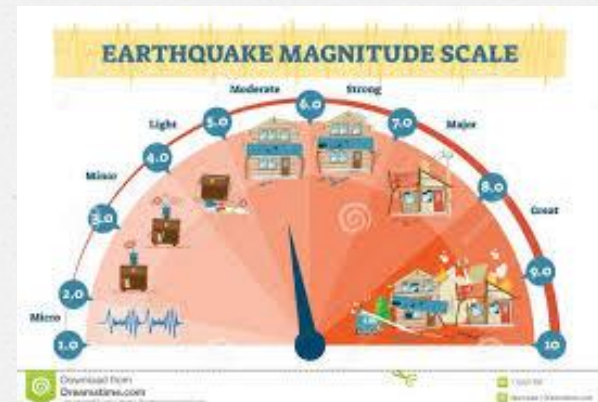 EARTHQUAKE MAGNITUDE SCALE
Moderate
Strong
6.0
5.0
7.0
Light
Major
4.0
Minor
8.0
3.0
Great
9.0
2.0
Micro
1.0
10
Download from
Dreamstime.com